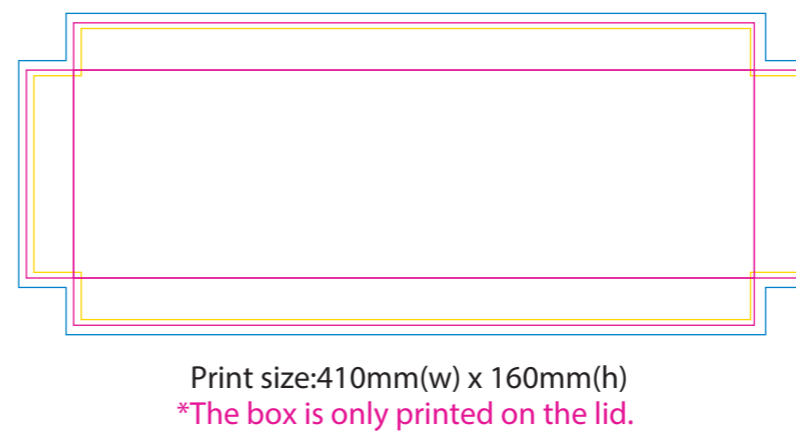 Print size:410mm(w) x 160mm(h)
*The box is only printed on the lid.